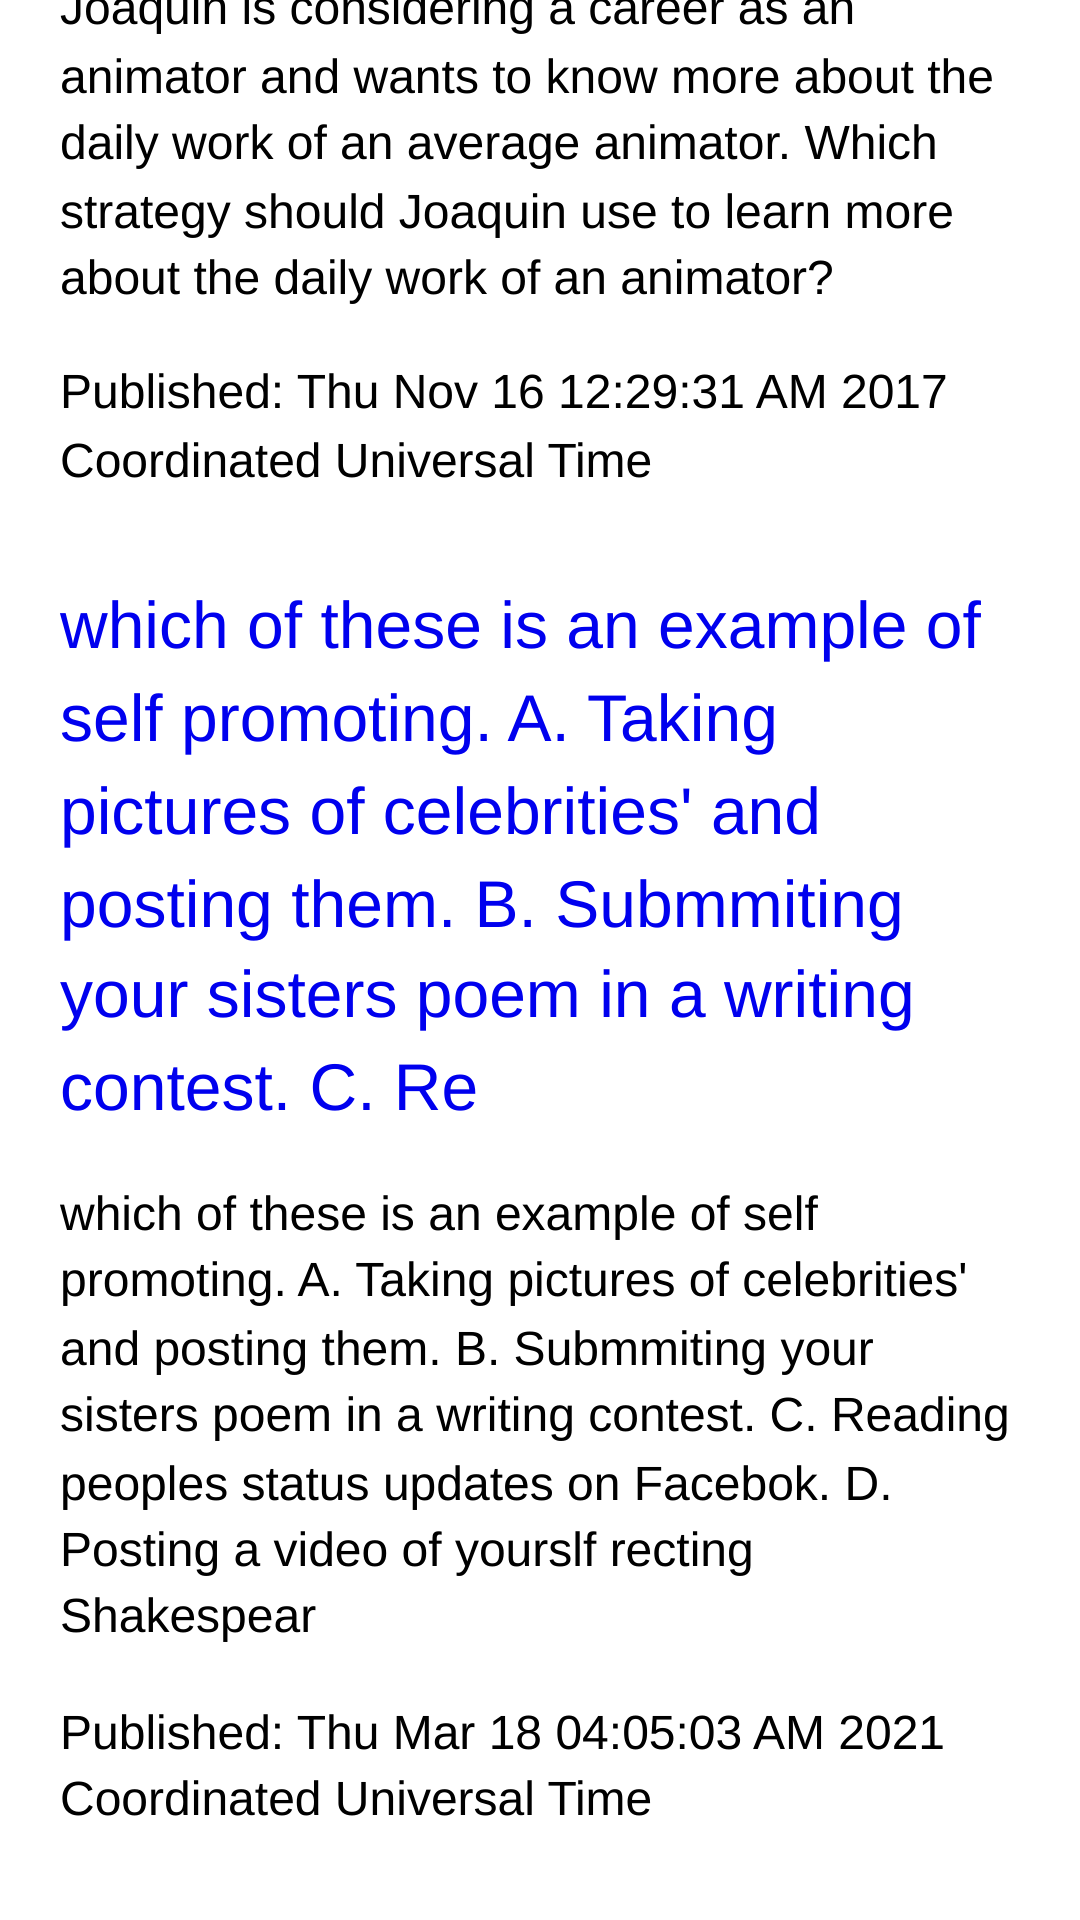 Joaquin is considering a career as an
animator and wants to know more about the
daily work of an average animator. Which
strategy should Joaquin use to learn more
about the daily work of an animator?
Published: Thu Nov 16 12:29:31 AM 2017
Coordinated Universal Time
which of these is an example of
self promoting. A. Taking
pictures of celebrities' and
posting them. B. Submmiting
your sisters poem in a writing
contest. C. Re
which of these is an example of self
promoting. A. Taking pictures of celebrities'
and posting them. B. Submmiting your
sisters poem in a writing contest. C. Reading
peoples status updates on Facebok. D.
Posting a video of yourslf recting
Shakespear
Published: Thu Mar 18 04:05:03 AM 2021
Coordinated Universal Time